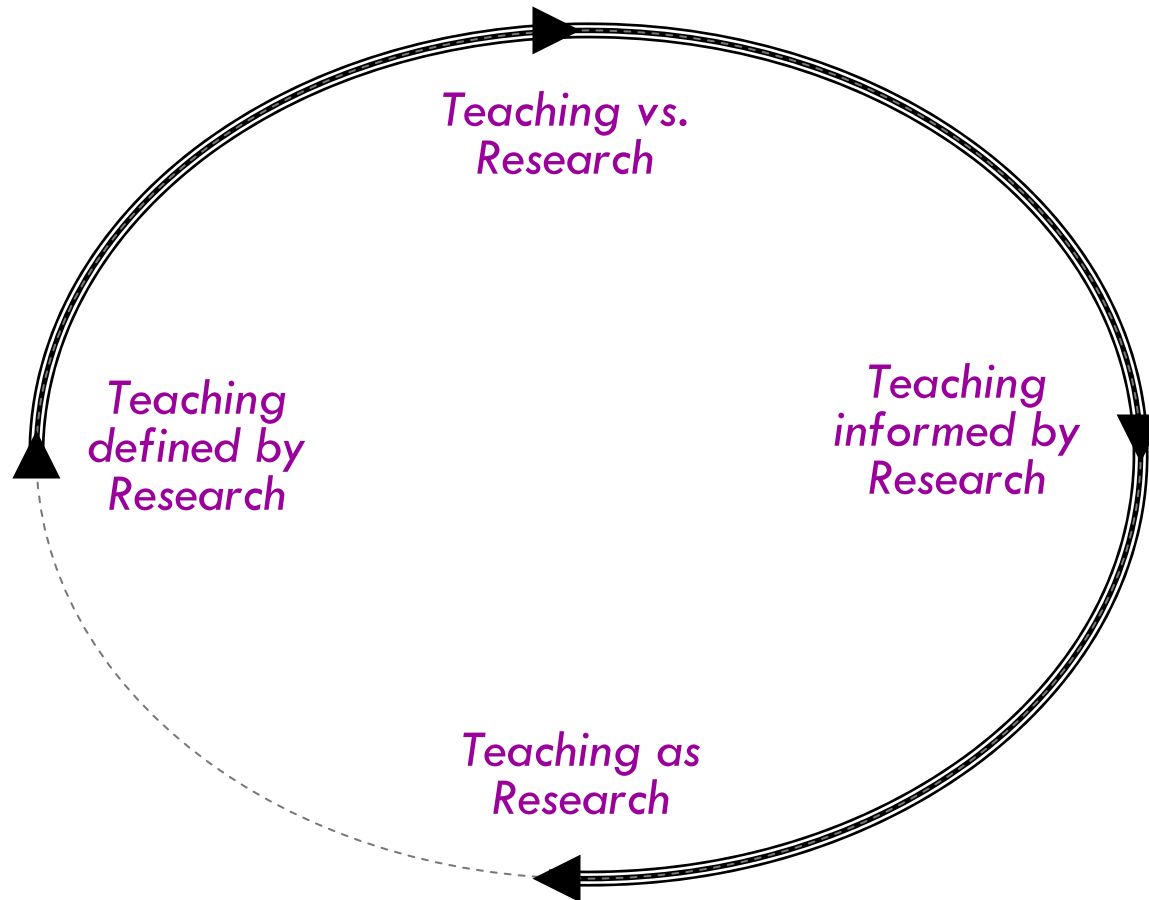 Teaching vs.
Research
Teaching
defined by
Research
Teaching
informed by
Research
Teaching as
Research